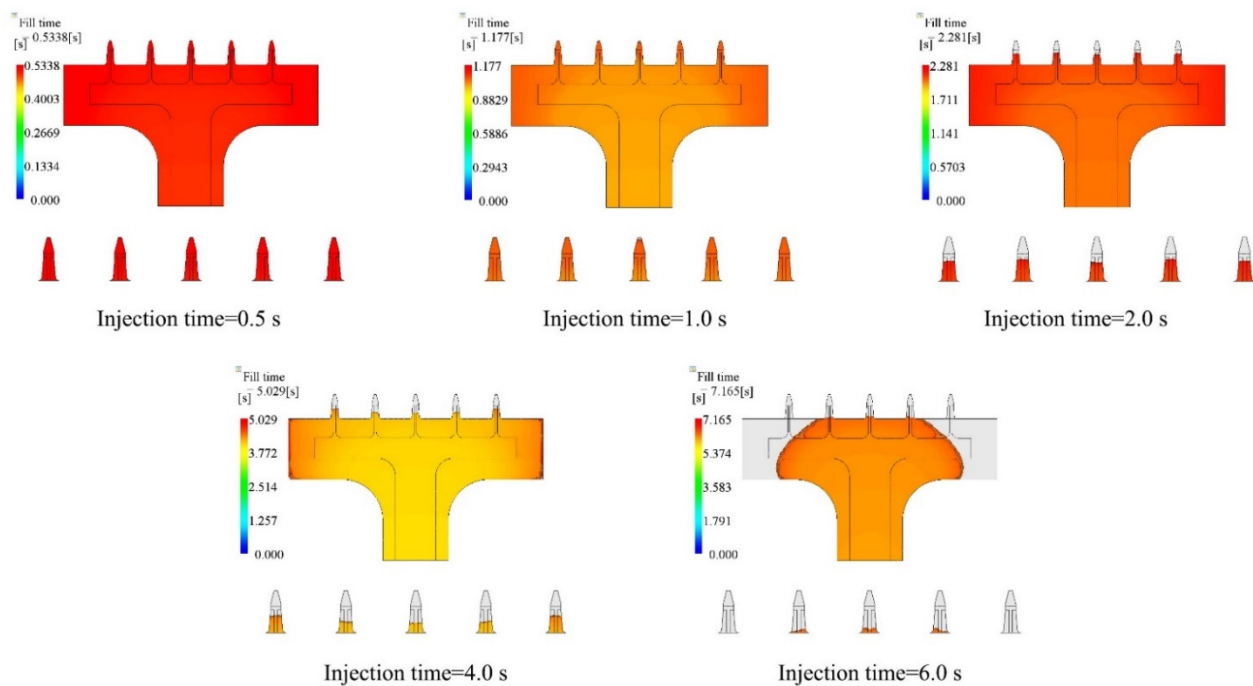 Fill time
[s] = 0.5338[s]
0.5338
0.4003
0.2669
0.1334
0.000
Injection time=0.5 s
Fill time
[s] = 1.177[s]
1.177
0.8829
0.5886
0.2943
0.000
Injection time=1.0 s
Fill time
[s] = 2.281[s]
2.281
1.711
1.141
0.5703
0.000
Injection time=2.0 s
Fill time
[s] = 5.029[s]
5.029
3.772
2.514
1.257
0.000
Injection time=4.0 s
Fill time
[s] = 7.165[s]
7.165
5.374
3.583
1.791
0.000
Injection time=6.0 s